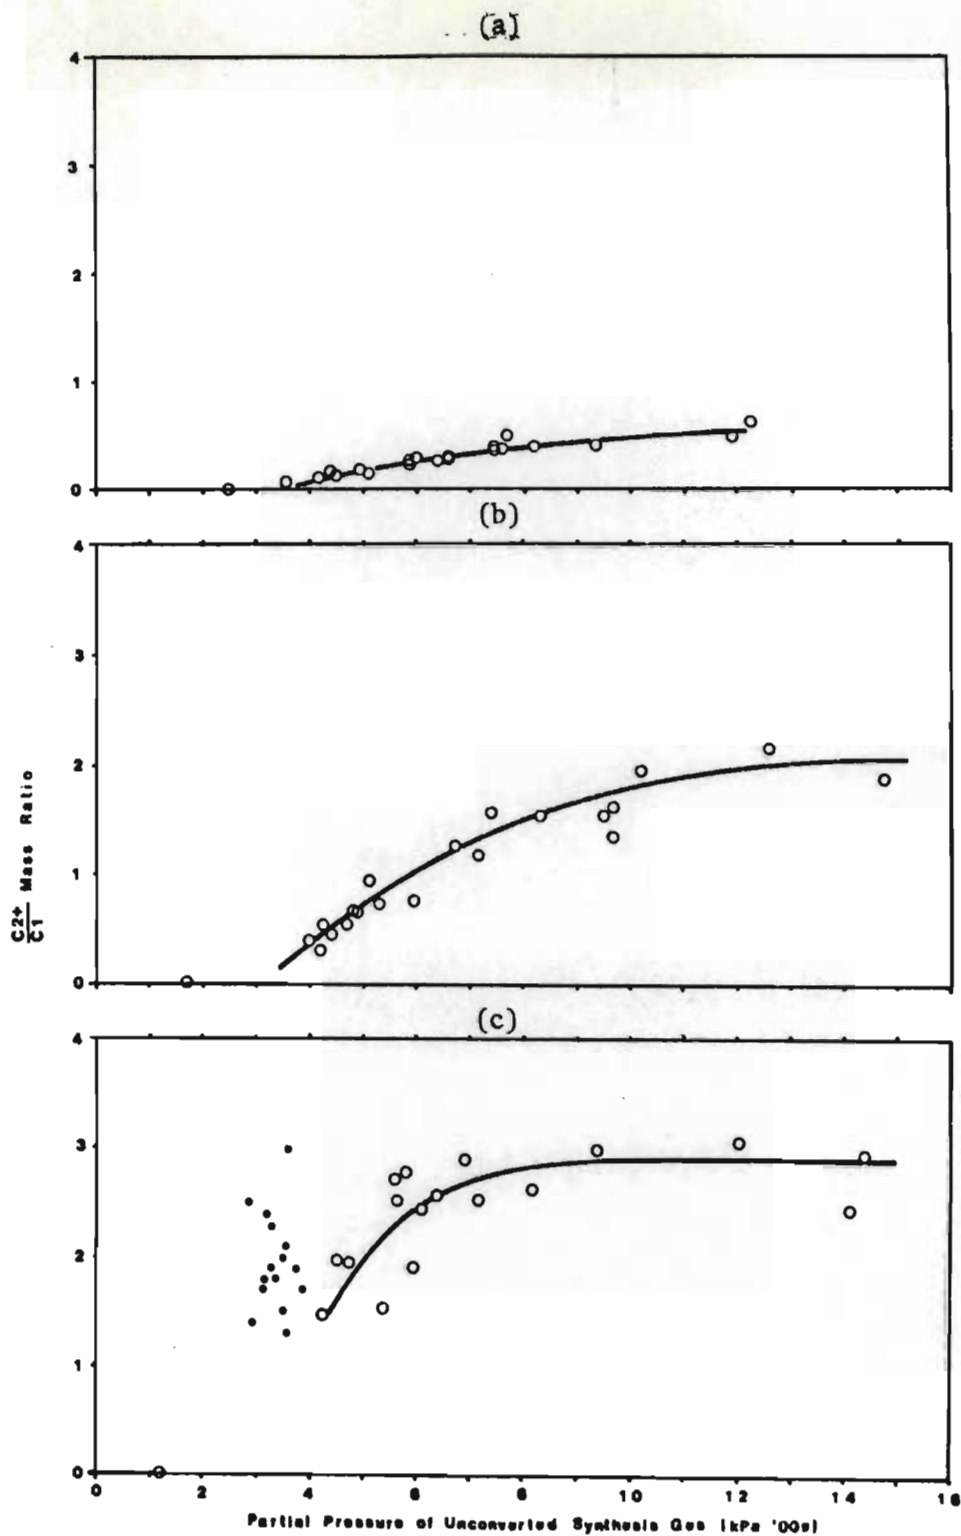 (a)
4
3
2
1
0
(b)
4
3
2
1
0
C2+
C1
Mass Ratio
(c)
4
3
2
1
0
0 2 4 6 8 10 12 14 16
Partial Pressure of Unconverted Synthesis Gas (kPa '00s)